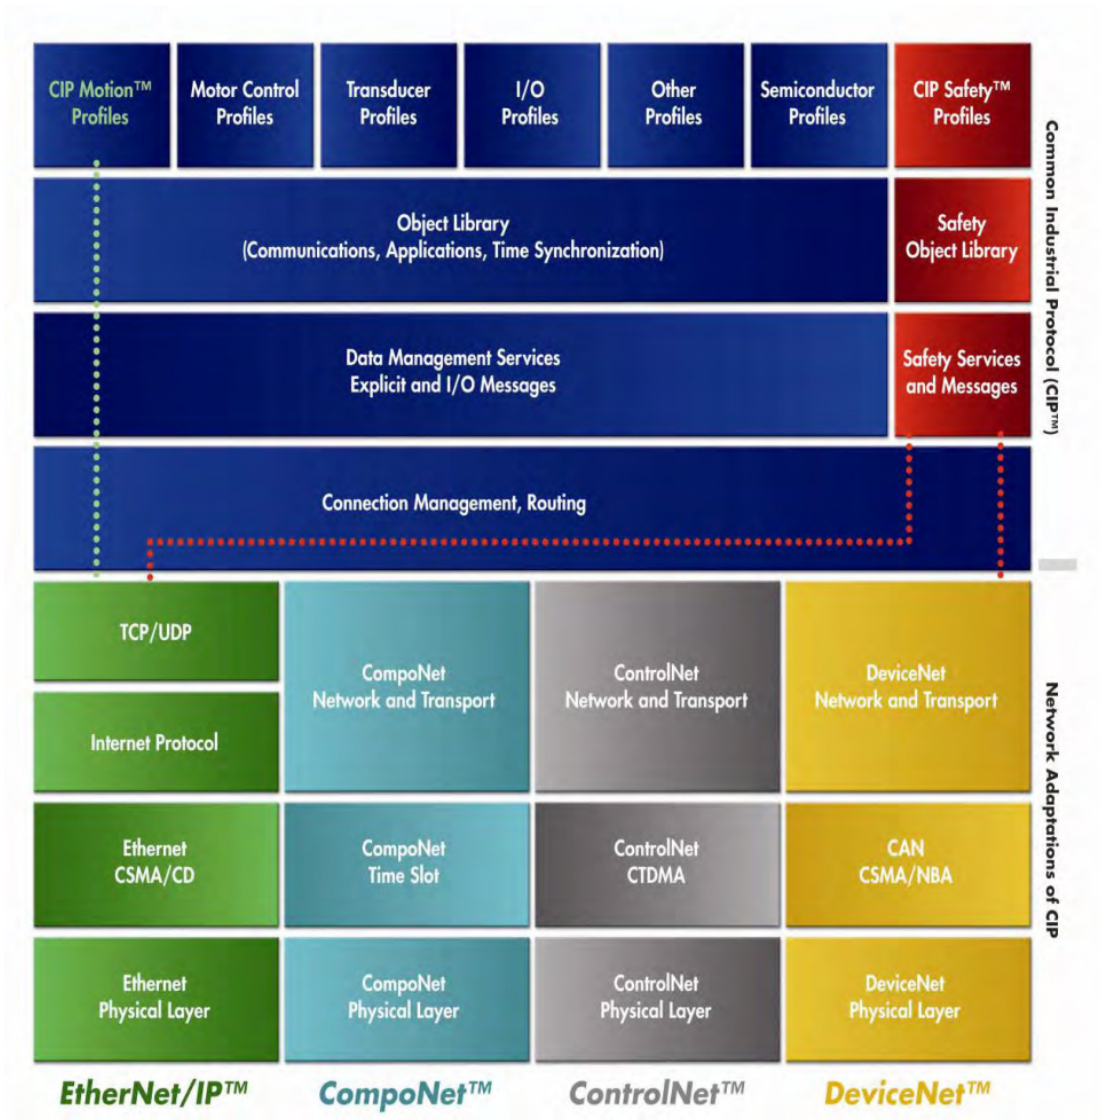 CIP Motion™
Profiles
Motor Control
Profiles
Transducer
Profiles
I/O
Profiles
Other
Profiles
Semiconductor
Profiles
CIP Safety™
Profiles
Object Library
(Communications, Applications, Time Synchronization)
Safety
Object Library
Data Management Services
Explicit and I/O Messages
Safety Services
and Messages
Connection Management, Routing
Common Industrial Protocol (CIP™)
TCP/UDP
Internet Protocol
CompoNet
Network and Transport
ControlNet
Network and Transport
DeviceNet
Network and Transport
Ethernet
CSMA/CD
CompoNet
Time Slot
ControlNet
CTDMA
CAN
CSMA/NBA
Ethernet
Physical Layer
CompoNet
Physical Layer
ControlNet
Physical Layer
DeviceNet
Physical Layer
Network Adaptations of CIP
EtherNet/IP™
CompoNet™
ControlNet™
DeviceNet™